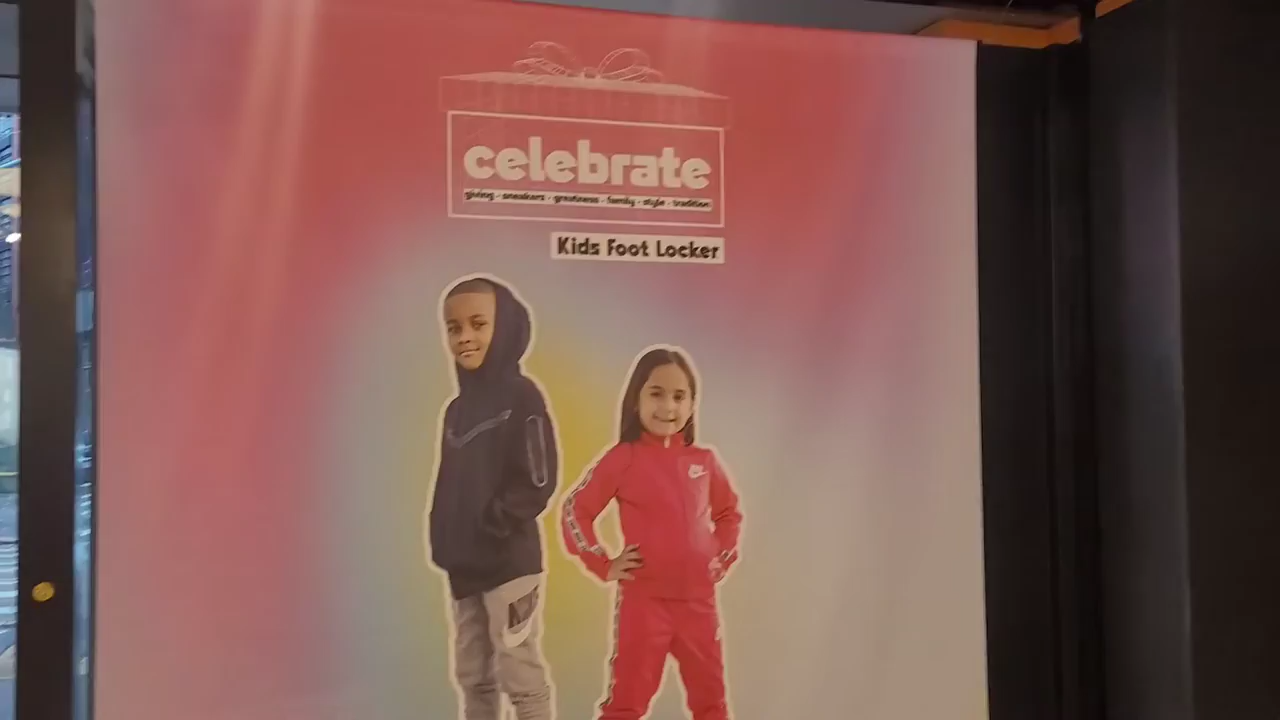 celebrate
giving · sneakers · greatness · family · style · tradition
Kids Foot Locker